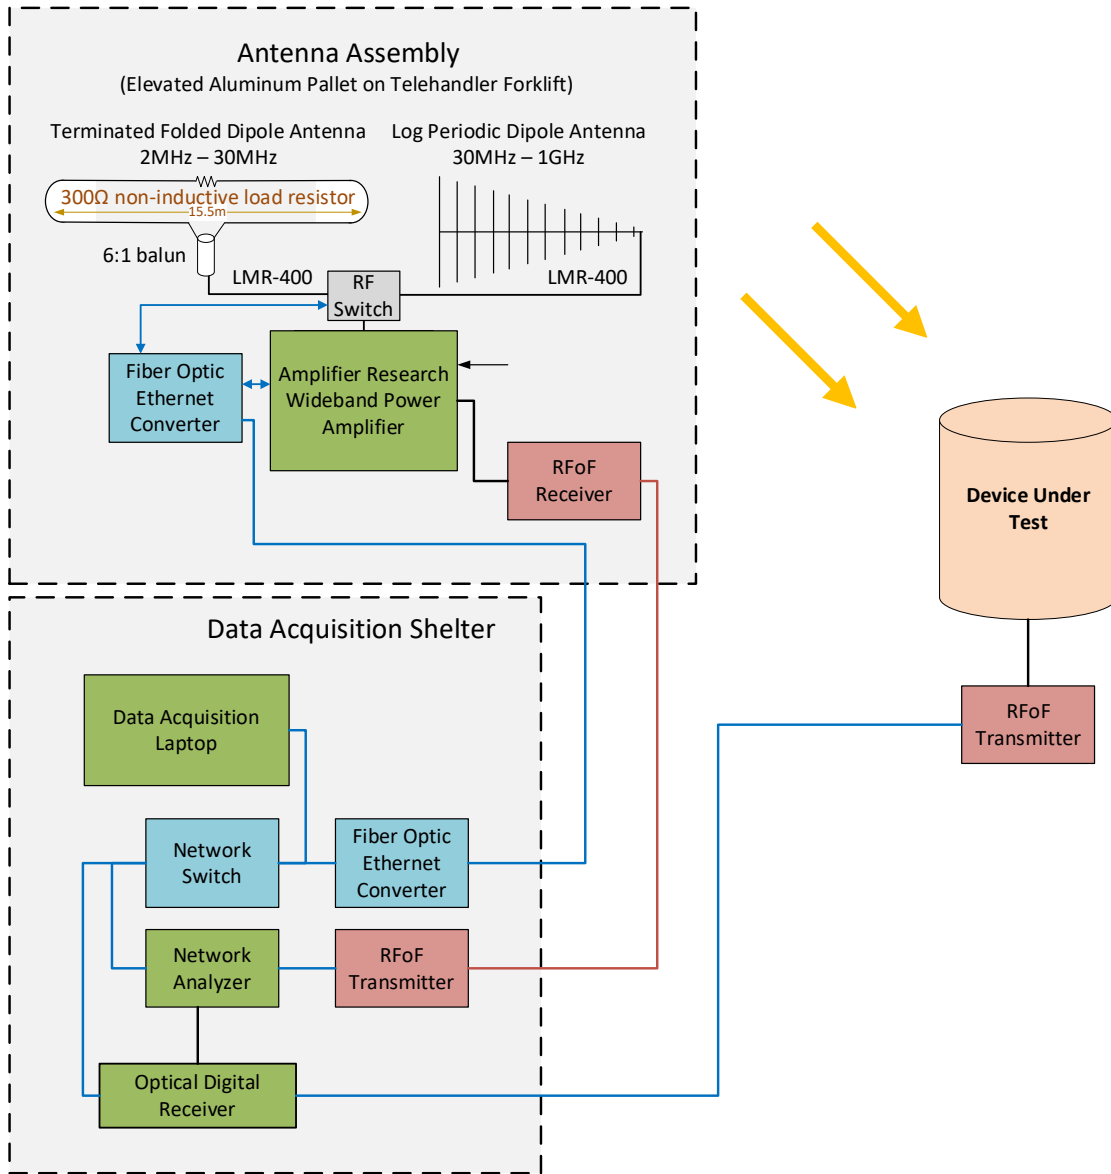 Antenna Assembly
(Elevated Aluminum Pallet on Telehandler Forklift)
Terminated Folded Dipole Antenna
2MHz – 30MHz
Log Periodic Dipole Antenna
30MHz – 1GHz
300Ω non-inductive load resistor
15.5m
6:1 balun
LMR-400
RF
Switch
LMR-400
Fiber Optic
Ethernet
Converter
Amplifier Research
Wideband Power
Amplifier
RFoF
Receiver
Device Under
Test
RFoF
Transmitter
Data Acquisition Shelter
Data Acquisition
Laptop
Network
Switch
Fiber Optic
Ethernet
Converter
Network
Analyzer
RFoF
Transmitter
Optical Digital
Receiver